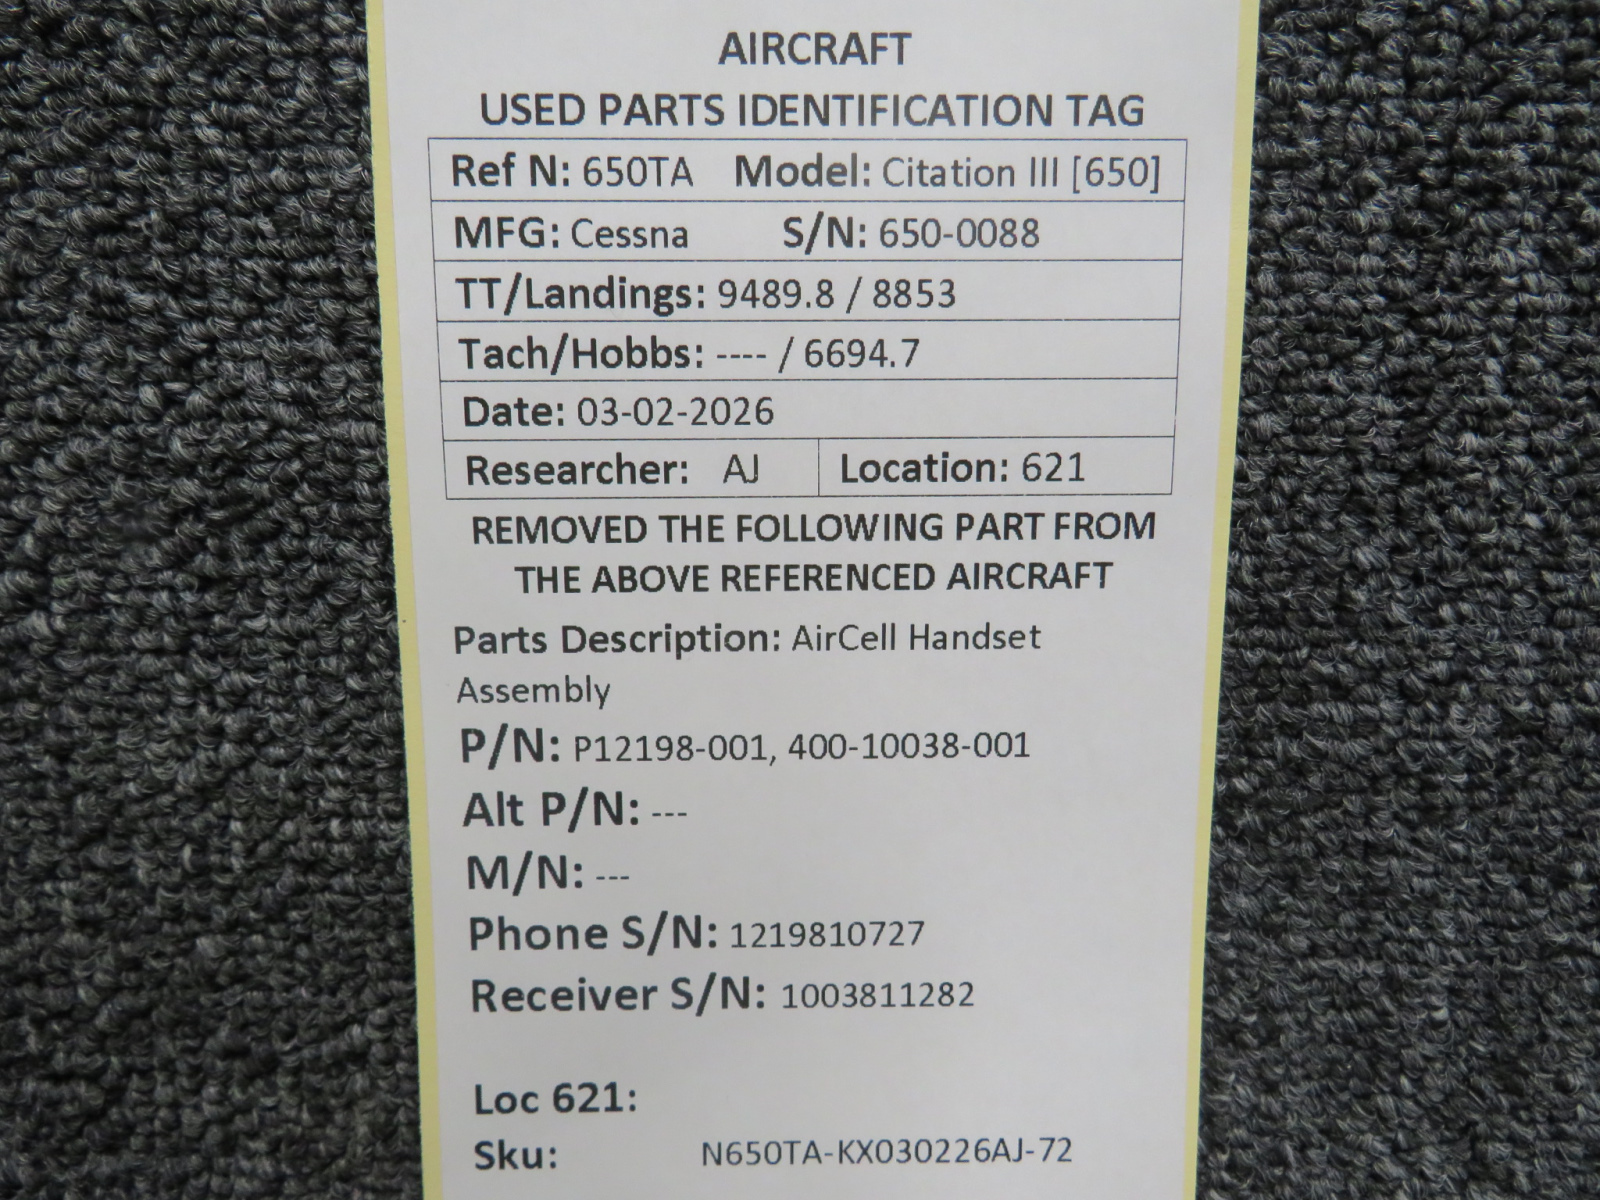 AIRCRAFT
USED PARTS IDENTIFICATION TAG
Ref N: 650TA Model: Citation III [650]
MFG: Cessna S/N: 650-0088
TT/Landings: 9489.8 / 8853
Tach/Hobbs: ---- / 6694.7
Date: 03-02-2026
Researcher: AJ Location: 621
REMOVED THE FOLLOWING PART FROM
THE ABOVE REFERENCED AIRCRAFT
Parts Description: AirCell Handset
Assembly
P/N: P12198-001, 400-10038-001
Alt P/N: ---
M/N: ---
Phone S/N: 1219810727
Receiver S/N: 1003811282
Loc 621:
Sku: N650TA-KX030226AJ-72